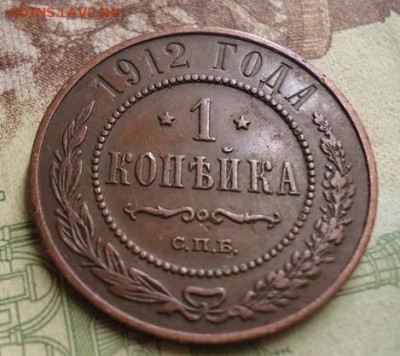 COINS.LAVE.RU
1912 ГОДА
1
КОПѢЙКА
С.П.Б.